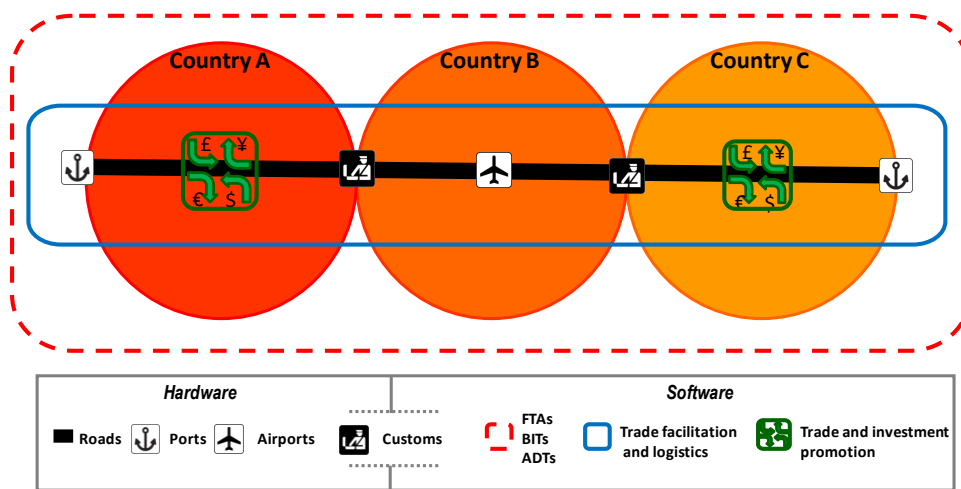 Country A
Country B
Country C
£ ¥
€ $
£ ¥
€ $
Hardware
Software
Roads
Ports
Airports
Customs
FTAs
BITs
ADTs
Trade facilitation
and logistics
Trade and investment
promotion